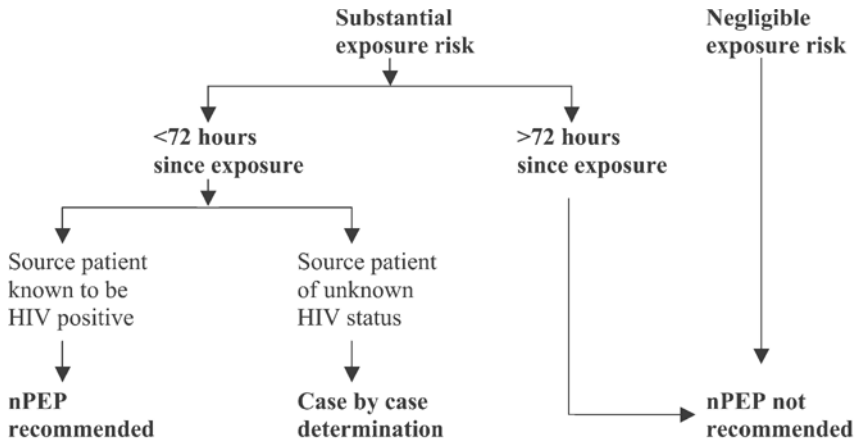 Substantial
exposure risk
Negligible
exposure risk
<72 hours
since exposure
>72 hours
since exposure
Source patient
known to be
HIV positive
Source patient
of unknown
HIV status
nPEP
recommended
Case by case
determination
nPEP not
recommended